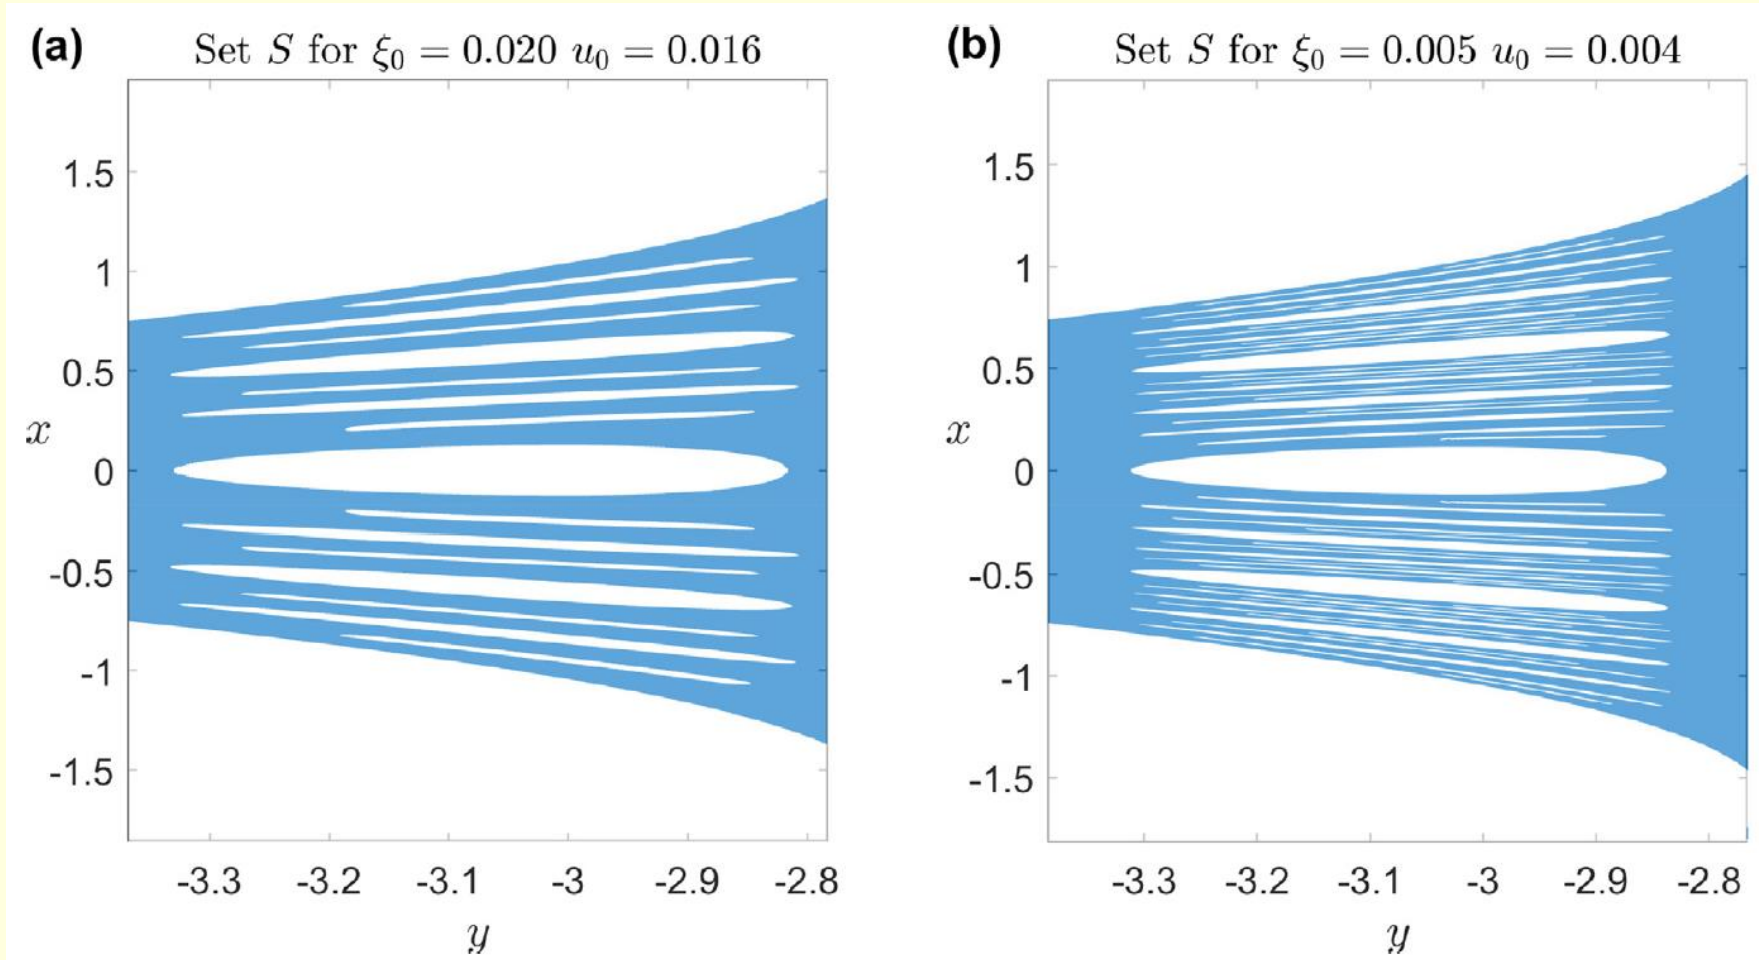 (a) Set S for ξ₀ = 0.020 u₀ = 0.016
1.5
1
0.5
x
0
-0.5
-1
-1.5
-3.3 -3.2 -3.1 -3 -2.9 -2.8
y
(b) Set S for ξ₀ = 0.005 u₀ = 0.004
1.5
1
0.5
x
0
-0.5
-1
-1.5
-3.3 -3.2 -3.1 -3 -2.9 -2.8
y